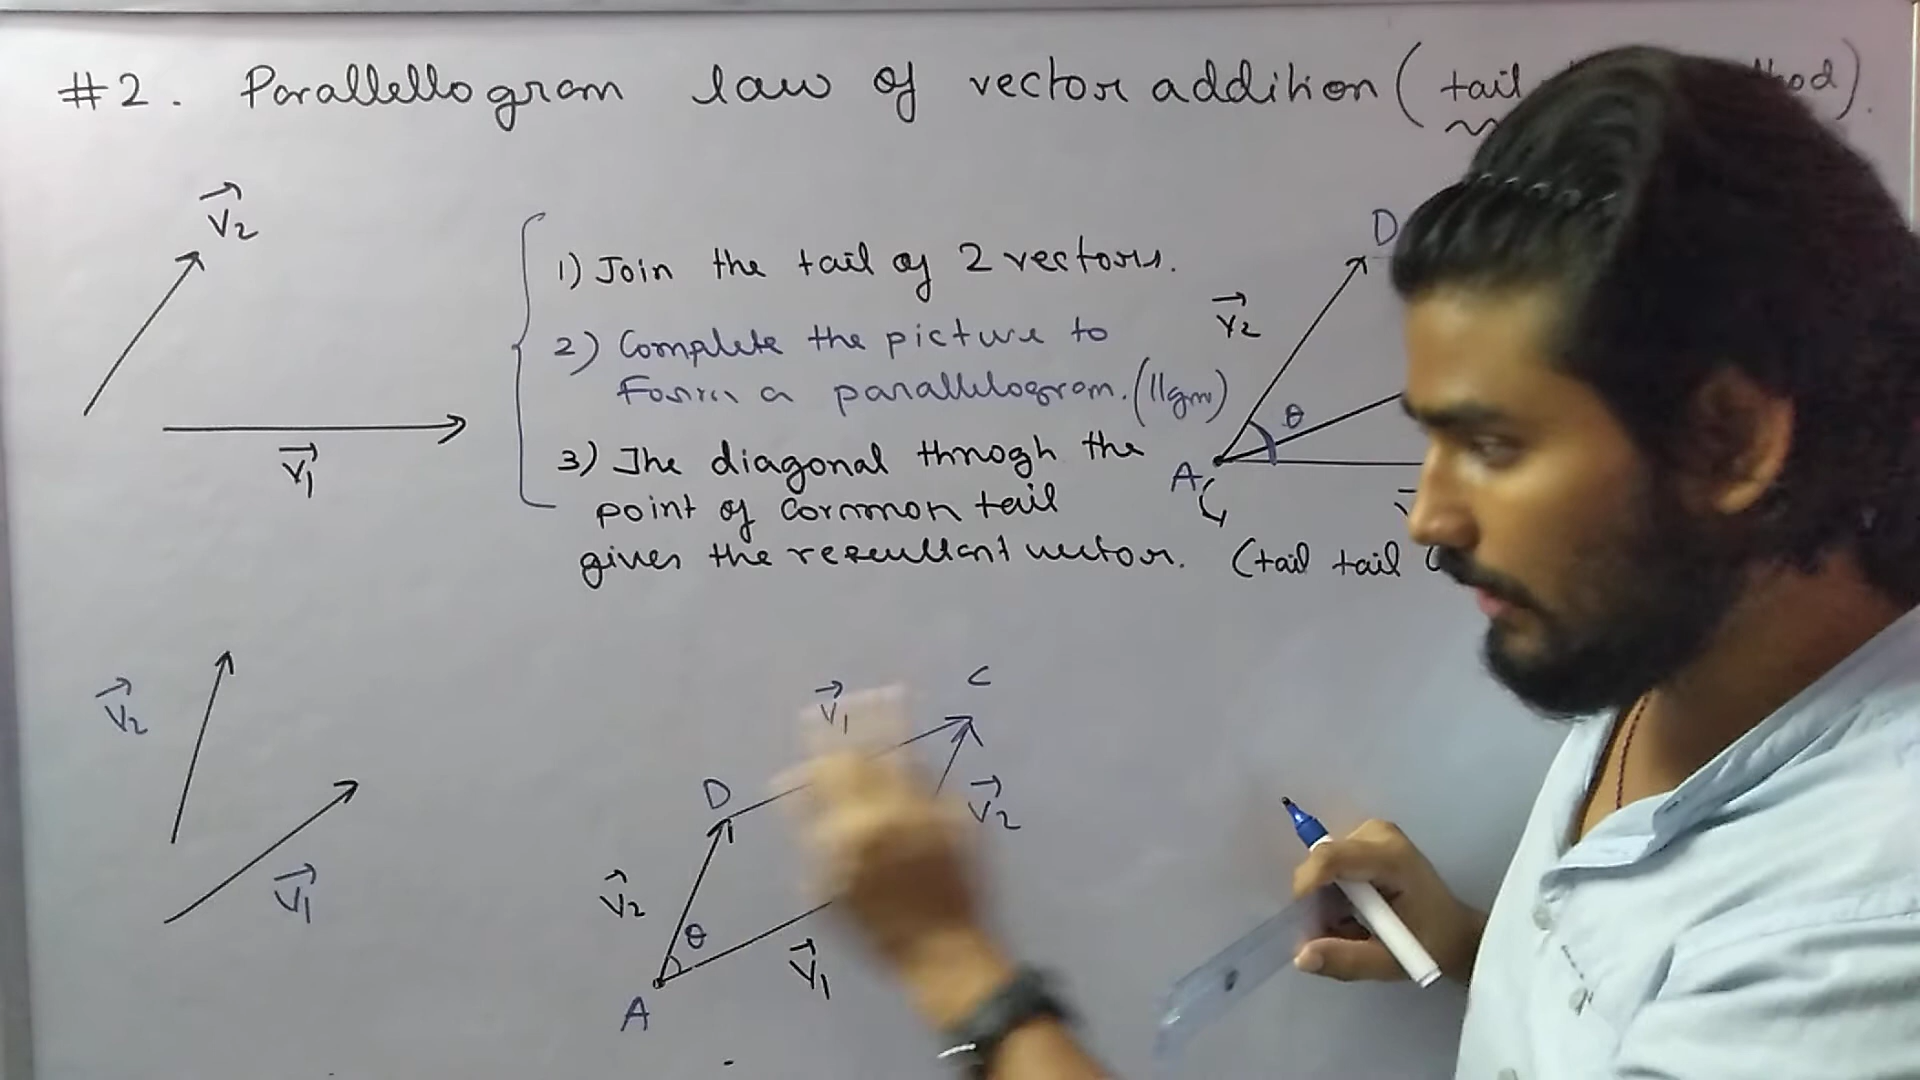 #2. Parallellogram law of vector addition (tail
V2
V1
1) Join the tail of 2 vectors.
2) Complete the picture to
Form a parallelogram. (||gm)
3) The diagonal throogh the
point of common tail
gives the resultant vector. (tail tail
D
V2
θ
A
V2
V1
V1
C
D
V2
V2
θ
V1
A